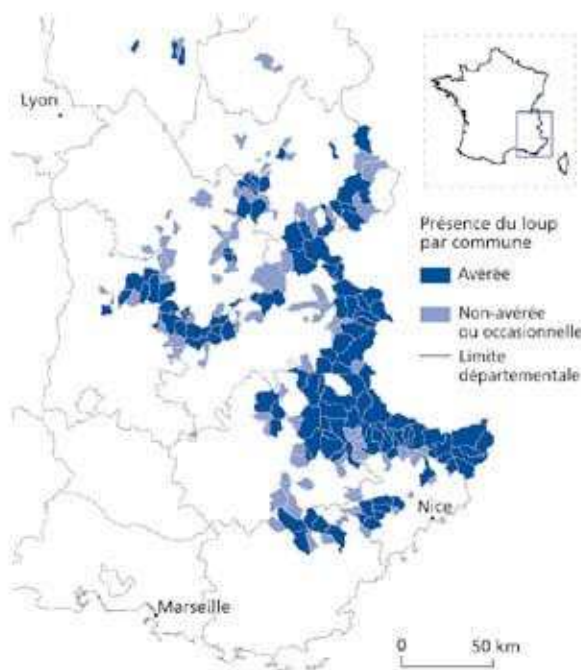 Lyon
Présence du loup
par commune
Avérée
Non-avérée
ou occasionnelle
Limite
départementale
Nice
Marseille
0 50 km